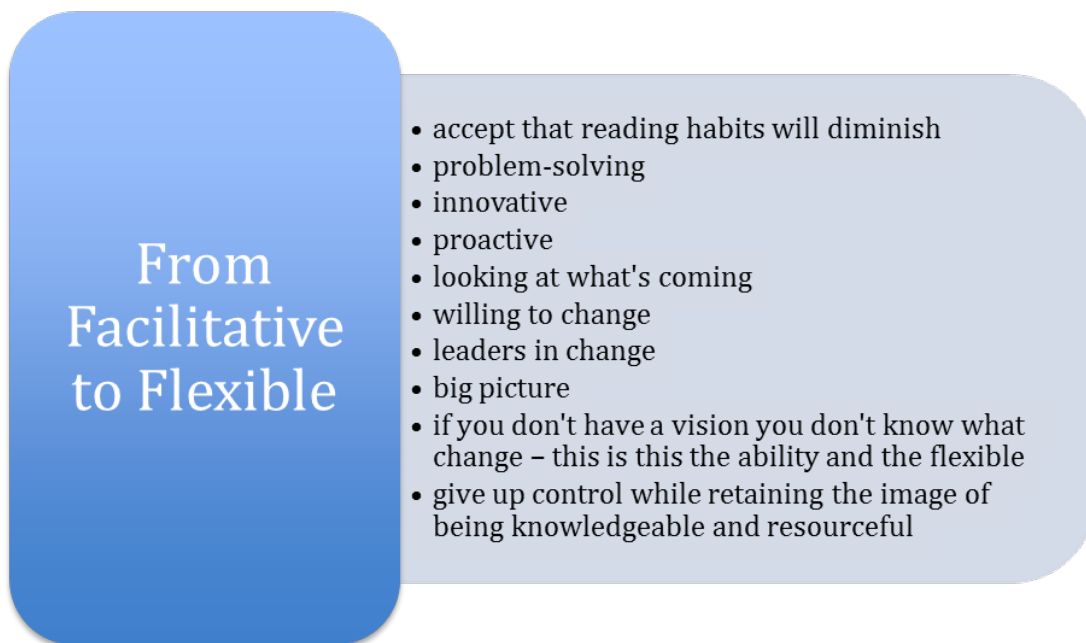 From
Facilitative
to Flexible
• accept that reading habits will diminish
• problem-solving
• innovative
• proactive
• looking at what's coming
• willing to change
• leaders in change
• big picture
• if you don't have a vision you don't know what
change – this is this the ability and the flexible
• give up control while retaining the image of
being knowledgeable and resourceful